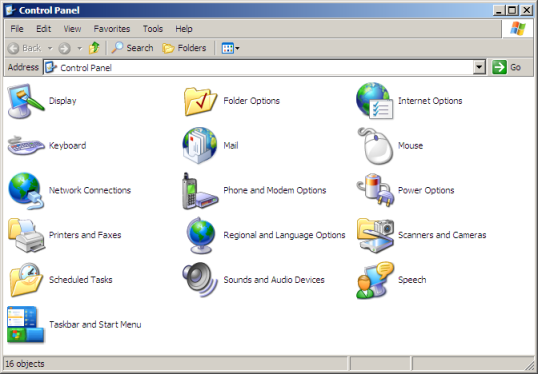 Control Panel
File Edit View Favorites Tools Help
Back Search Folders
Address Control Panel Go
Display Folder Options Internet Options
Keyboard Mail Mouse
Network Connections Phone and Modem Options Power Options
Printers and Faxes Regional and Language Options Scanners and Cameras
Scheduled Tasks Sounds and Audio Devices Speech
Taskbar and Start Menu
16 objects